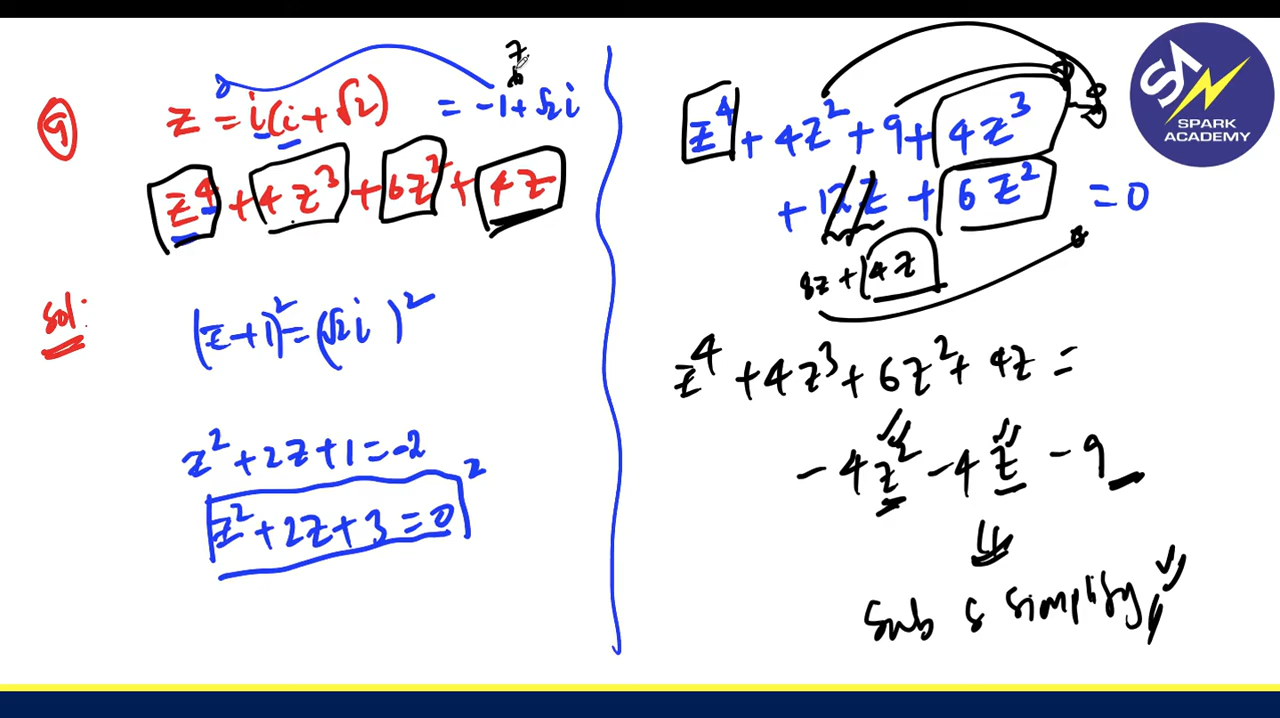 9
z
z = i(i+√2) = -1+√2i
z⁴ + 4z³ + 6z² + 4z
Sol:
(z+1)² = (√2i)²
z² + 2z + 1 = -2
z² + 2z + 3 = 0
2
z⁴ + 4z² + 9 + 4z³
+ 12z + 6z² = 0
8z + 4z
z⁴ + 4z³ + 6z² + 4z =
- 4z² - 4z - 9
Sub & simplify
SPARK
ACADEMY